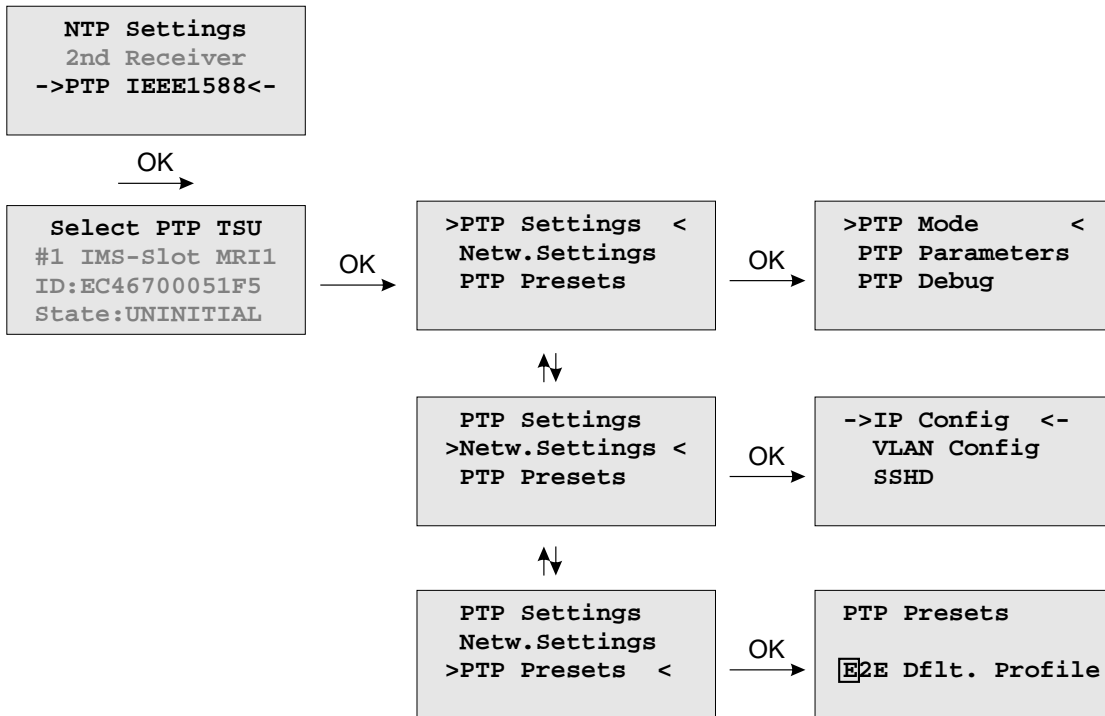 NTP Settings
2nd Receiver
->PTP IEEE1588<-
OK
Select PTP TSU
#1 IMS-Slot MRI1
ID:EC46700051F5
State:UNINITIAL
OK
>PTP Settings <
Netw.Settings
PTP Presets
OK
>PTP Mode <
PTP Parameters
PTP Debug
PTP Settings
>Netw.Settings <
PTP Presets
OK
->IP Config <-
VLAN Config
SSHD
PTP Settings
Netw.Settings
>PTP Presets <
OK
PTP Presets
E2E Dflt. Profile